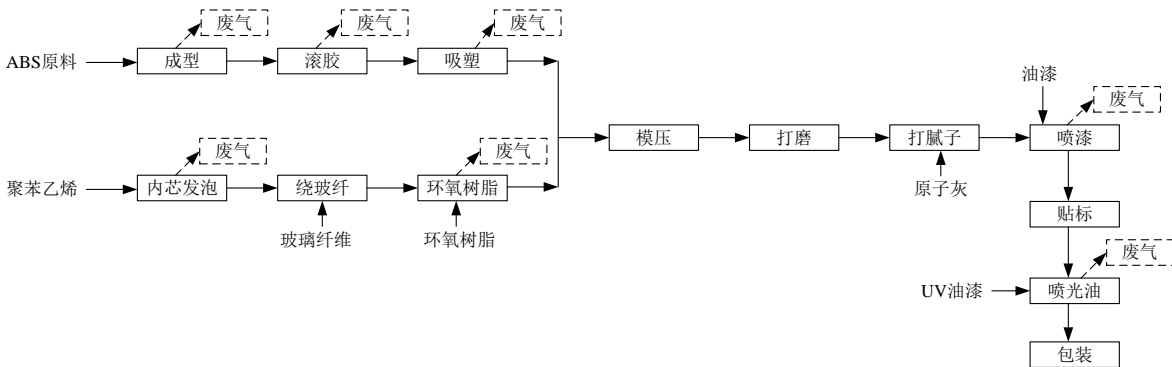 废气
废气
废气
ABS原料
成型
滚胶
吸塑
油漆
废气
模压
打磨
打腻子
喷漆
废气
废气
聚苯乙烯
内芯发泡
绕玻纤
环氧树脂
原子灰
玻璃纤维
环氧树脂
贴标
废气
UV油漆
喷光油
包装